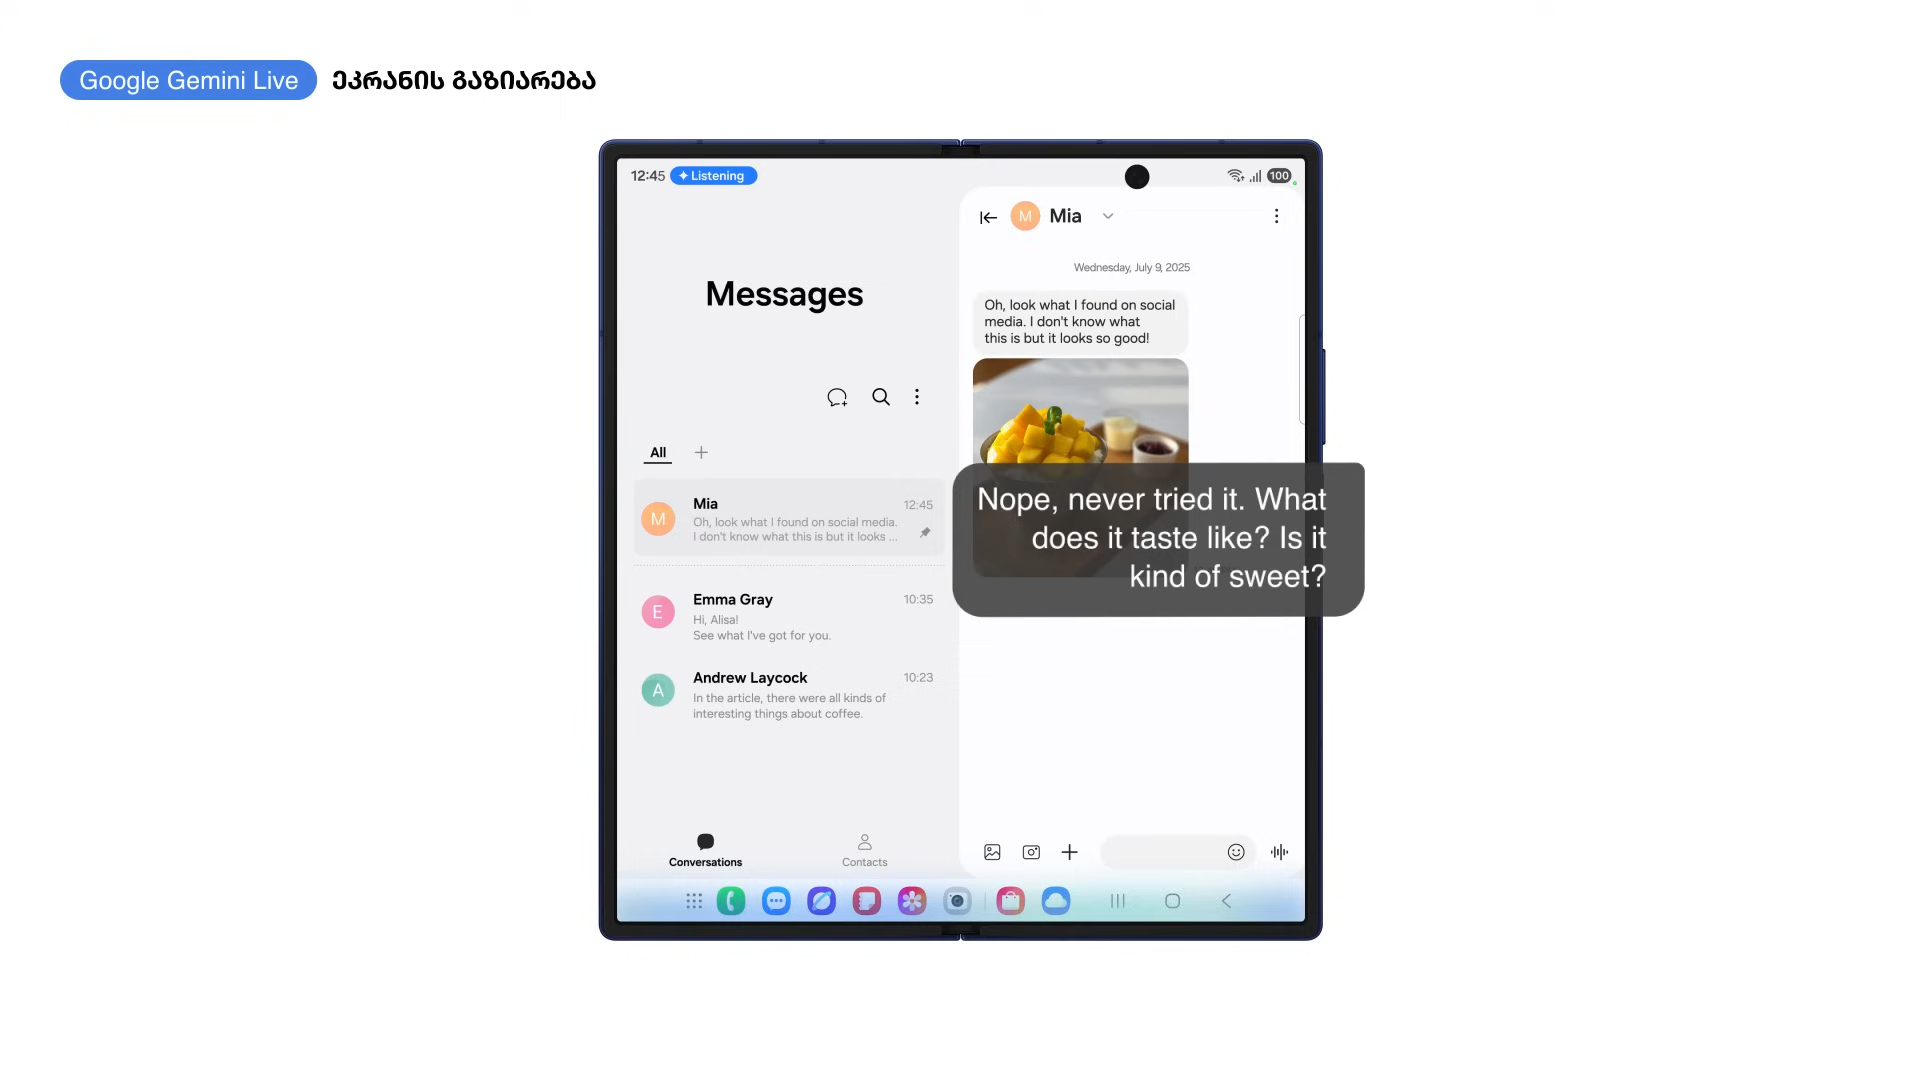 Google Gemini Live ეკრანის გაზიარება
12:45 Listening
100
Messages
All
Mia 12:45
Oh, look what I found on social media.
I don't know what this is but it looks ...
Emma Gray 10:35
Hi, Alisa!
See what I've got for you.
Andrew Laycock 10:23
In the article, there were all kinds of
interesting things about coffee.
Conversations
Contacts
Mia
Wednesday, July 9, 2025
Oh, look what I found on social
media. I don't know what
this is but it looks so good!
Nope, never tried it. What
does it taste like? Is it
kind of sweet?
M
M
E
A